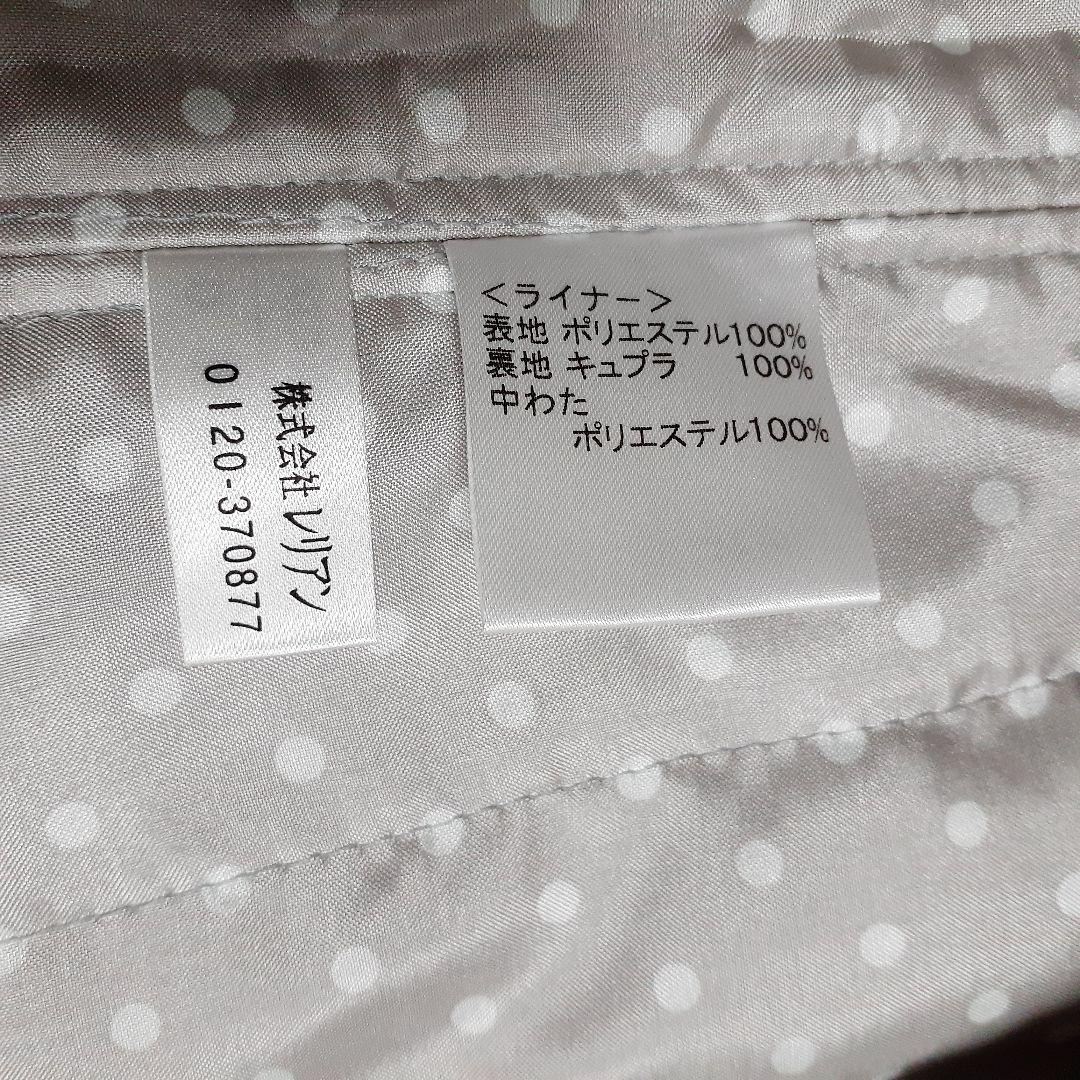 株式会社レリアン
0120-370877
<ライナー>
表地 ポリエステル100%
裏地 キュプラ 100%
中わた
ポリエステル100%